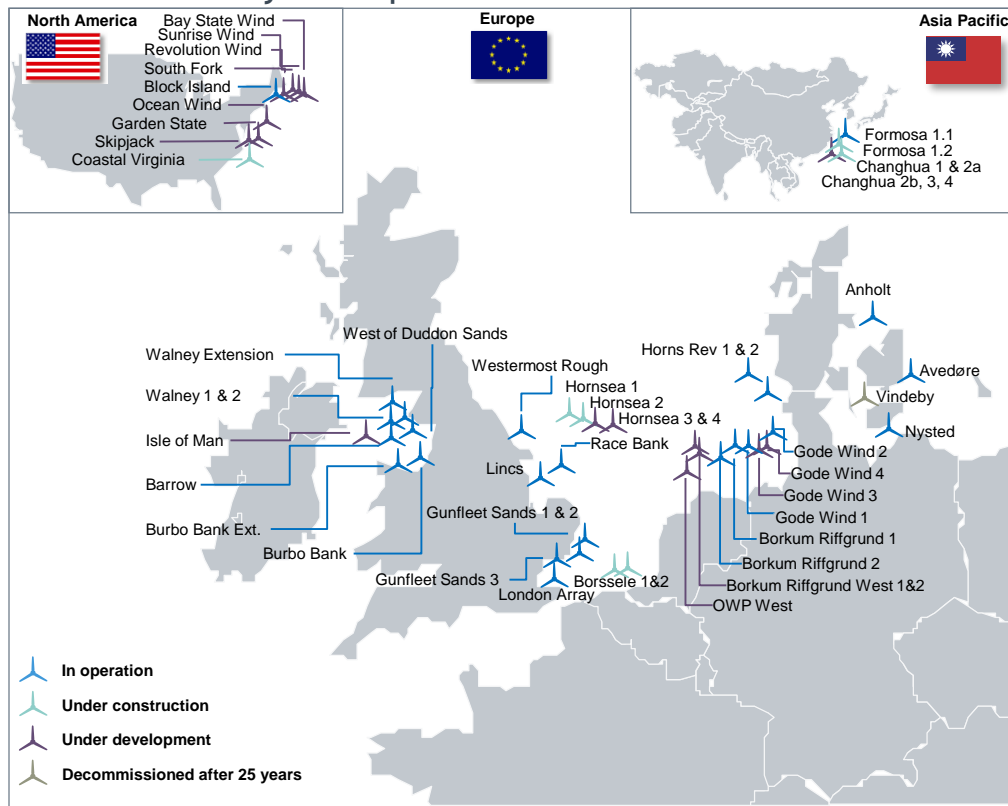 North America
Bay State Wind
Sunrise Wind
Revolution Wind
South Fork
Block Island
Ocean Wind
Garden State
Skipjack
Coastal Virginia
Europe
Asia Pacific
Formosa 1.1
Formosa 1.2
Changhua 1 & 2a
Changhua 2b, 3, 4
West of Duddon Sands
Walney Extension
Walney 1 & 2
Isle of Man
Barrow
Burbo Bank Ext.
Burbo Bank
Westermost Rough
Hornsea 1
Hornsea 2
Hornsea 3 & 4
Race Bank
Lincs
Gunfleet Sands 1 & 2
Gunfleet Sands 3
London Array
Borssele 1&2
Anholt
Horns Rev 1 & 2
Avedøre
Vindeby
Nysted
Gode Wind 2
Gode Wind 4
Gode Wind 3
Gode Wind 1
Borkum Riffgrund 1
Borkum Riffgrund 2
Borkum Riffgrund West 1&2
OWP West
In operation
Under construction
Under development
Decommissioned after 25 years